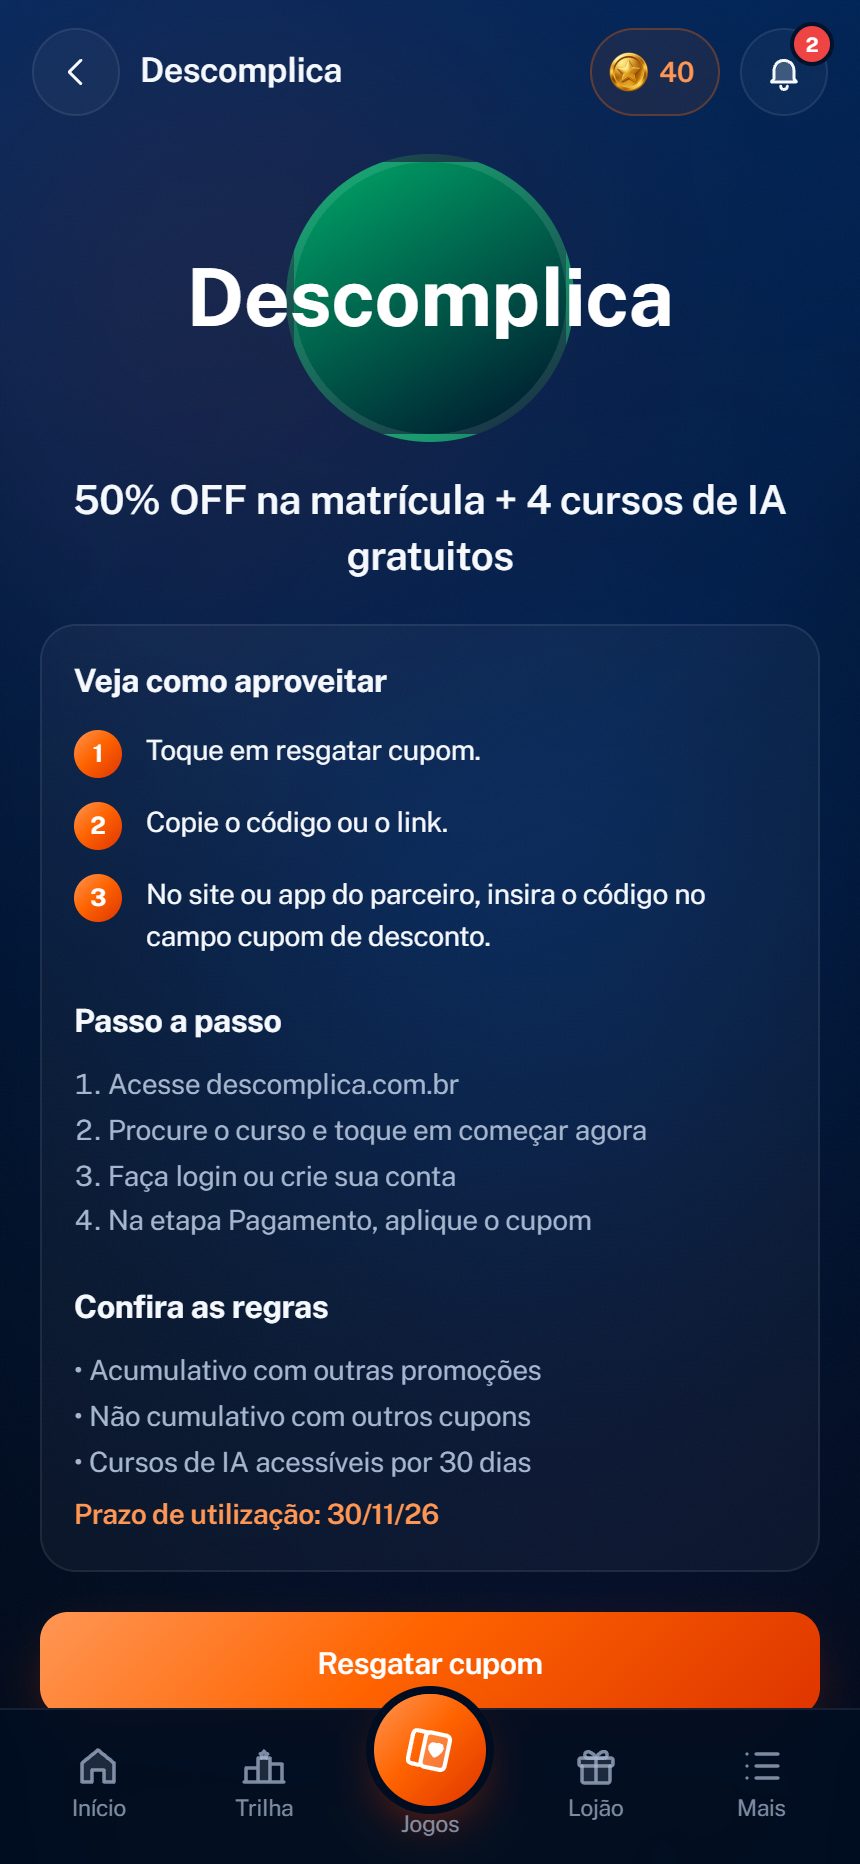 Descomplica
40
2
Descomplica
50% OFF na matrícula + 4 cursos de IA
gratuitos
Veja como aproveitar
1 Toque em resgatar cupom.
2 Copie o código ou o link.
3 No site ou app do parceiro, insira o código no
campo cupom de desconto.
Passo a passo
1. Acesse descomplica.com.br
2. Procure o curso e toque em começar agora
3. Faça login ou crie sua conta
4. Na etapa Pagamento, aplique o cupom
Confira as regras
• Acumulativo com outras promoções
• Não cumulativo com outros cupons
• Cursos de IA acessíveis por 30 dias
Prazo de utilização: 30/11/26
Resgatar cupom
Início
Trilha
Jogos
Lojão
Mais